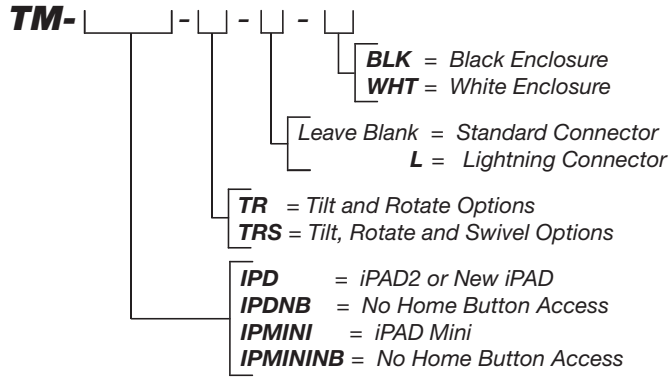 TM- - - -
BLK = Black Enclosure
WHT = White Enclosure
Leave Blank = Standard Connector
L = Lightning Connector
TR = Tilt and Rotate Options
TRS = Tilt, Rotate and Swivel Options
IPD = iPAD2 or New iPAD
IPDNB = No Home Button Access
IPMINI = iPAD Mini
IPMININB = No Home Button Access